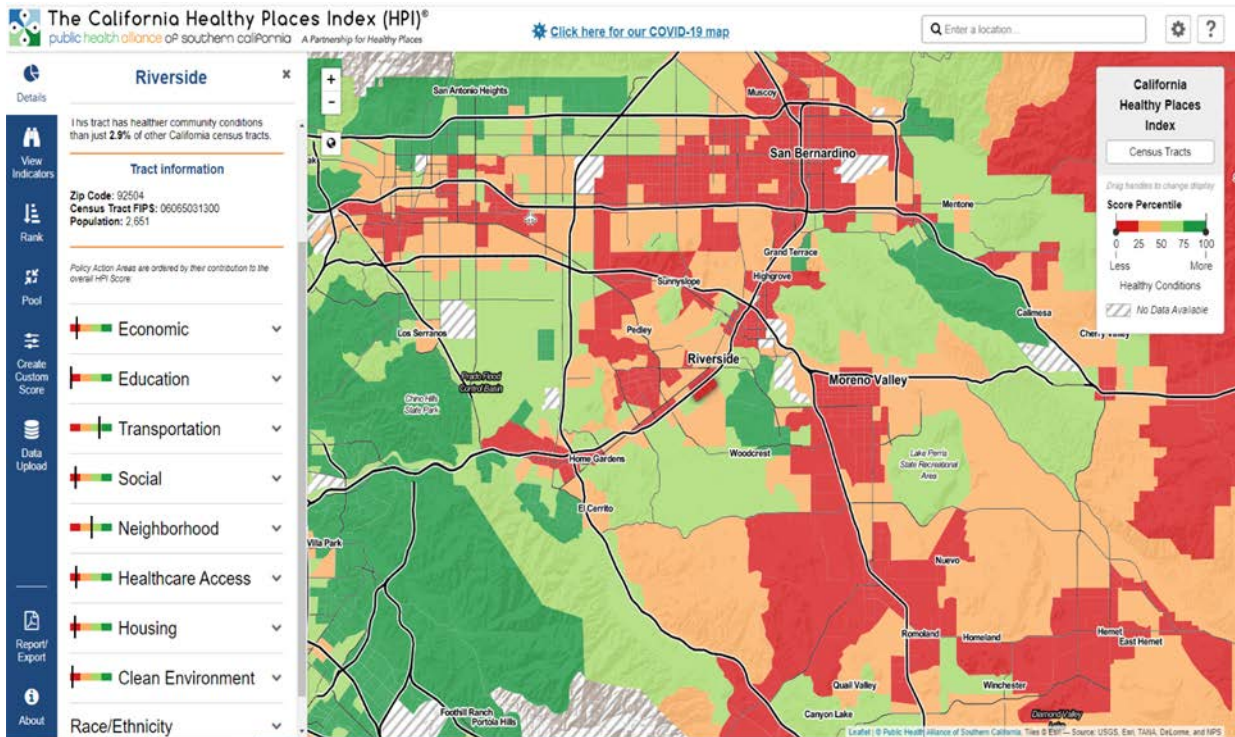 The California Healthy Places Index (HPI)®
public health alliance of southern california A Partnership for Healthy Places
Click here for our COVID-19 map
Enter a location...
?
Details
View
Indicators
Rank
Pool
Create
Custom
Score
Data
Upload
Report/
Export
About
Riverside
×
This tract has healthier community conditions
than just 2.9% of other California census tracts.
Tract information
Zip Code: 92504
Census Tract FIPS: 06065031300
Population: 2,651
Policy Action Areas are ordered by their contribution to the
overall HPI Score.
Economic
Education
Transportation
Social
Neighborhood
Healthcare Access
Housing
Clean Environment
Race/Ethnicity
+
−
San Antonio Heights
Muscoy
San Bernardino
Mentone
Grand Terrace
Highgrove
Sunnyslope
Calimesa
Cherry Valley
Los Serranos
Pedley
Riverside
Moreno Valley
Prado Flood
Control Basin
Chino Hills
State Park
Home Gardens
Woodcrest
Lake Perris
State Recreational
Area
El Cerrito
Villa Park
Nuevo
Romoland
Homeland
Hemet
East Hemet
Quail Valley
Winchester
Canyon Lake
Foothill Ranch
Portola Hills
Diamond Valley
California
Healthy Places
Index
Census Tracts
Drag handles to change display
Score Percentile
0 25 50 75 100
Less More
Healthy Conditions
No Data Available
Leaflet | © Public Health Alliance of Southern California, Tiles © Esri — Source: USGS, Esri, TANA, DeLorme, and NPS